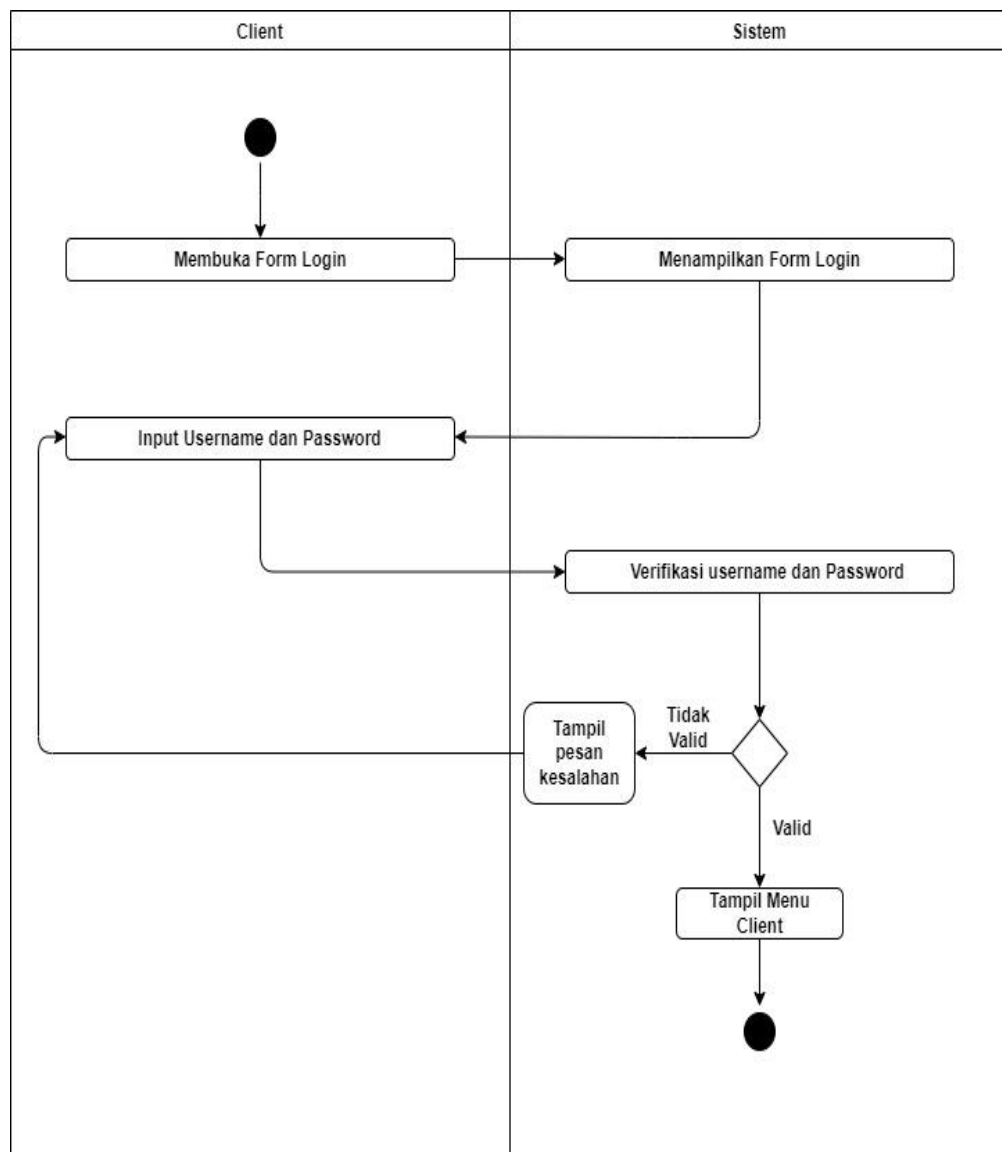 Client
Sistem
Membuka Form Login
Menampilkan Form Login
Input Username dan Password
Verifikasi username dan Password
Tampil
pesan
kesalahan
Tidak
Valid
Valid
Tampil Menu
Client